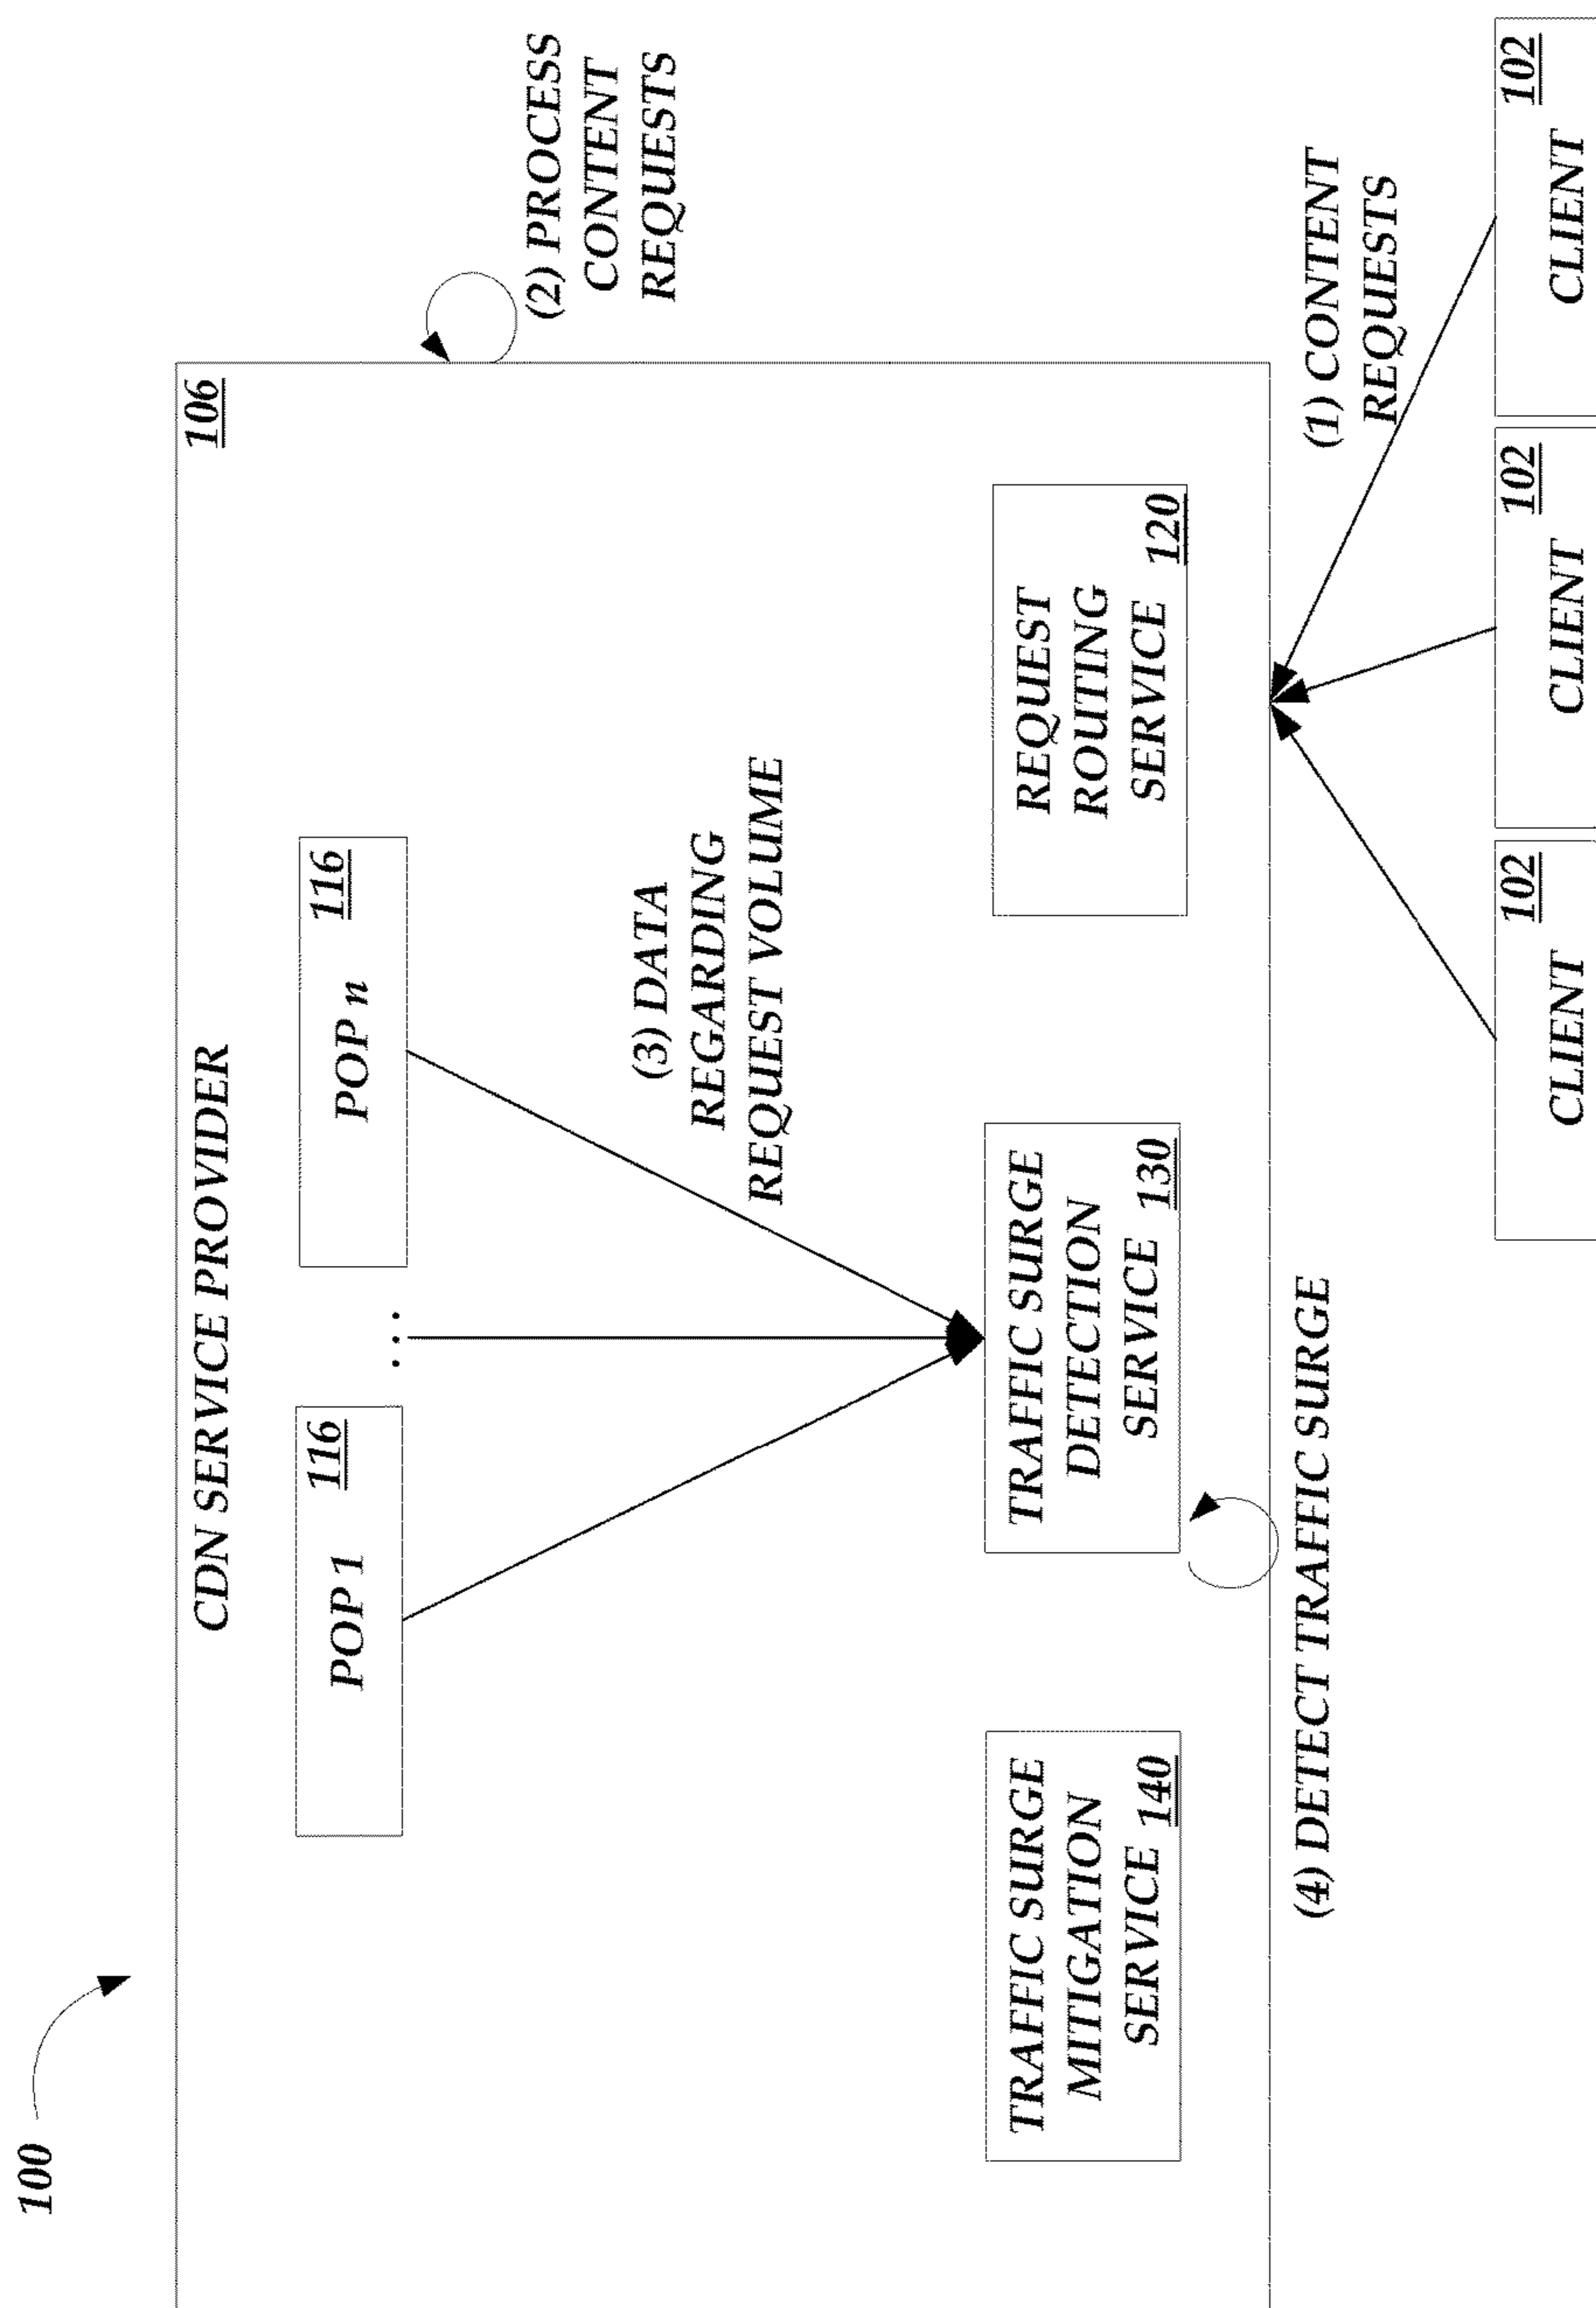 100
CDN SERVICE PROVIDER
106
POP 1
116
...
POP n
116
(2) PROCESS
CONTENT
REQUESTS
(3) DATA
REGARDING
REQUEST VOLUME
TRAFFIC SURGE
MITIGATION
SERVICE 140
TRAFFIC SURGE
DETECTION
SERVICE 130
REQUEST
ROUTING
SERVICE 120
(4) DETECT TRAFFIC SURGE
(1) CONTENT
REQUESTS
102
CLIENT
102
CLIENT
102
CLIENT